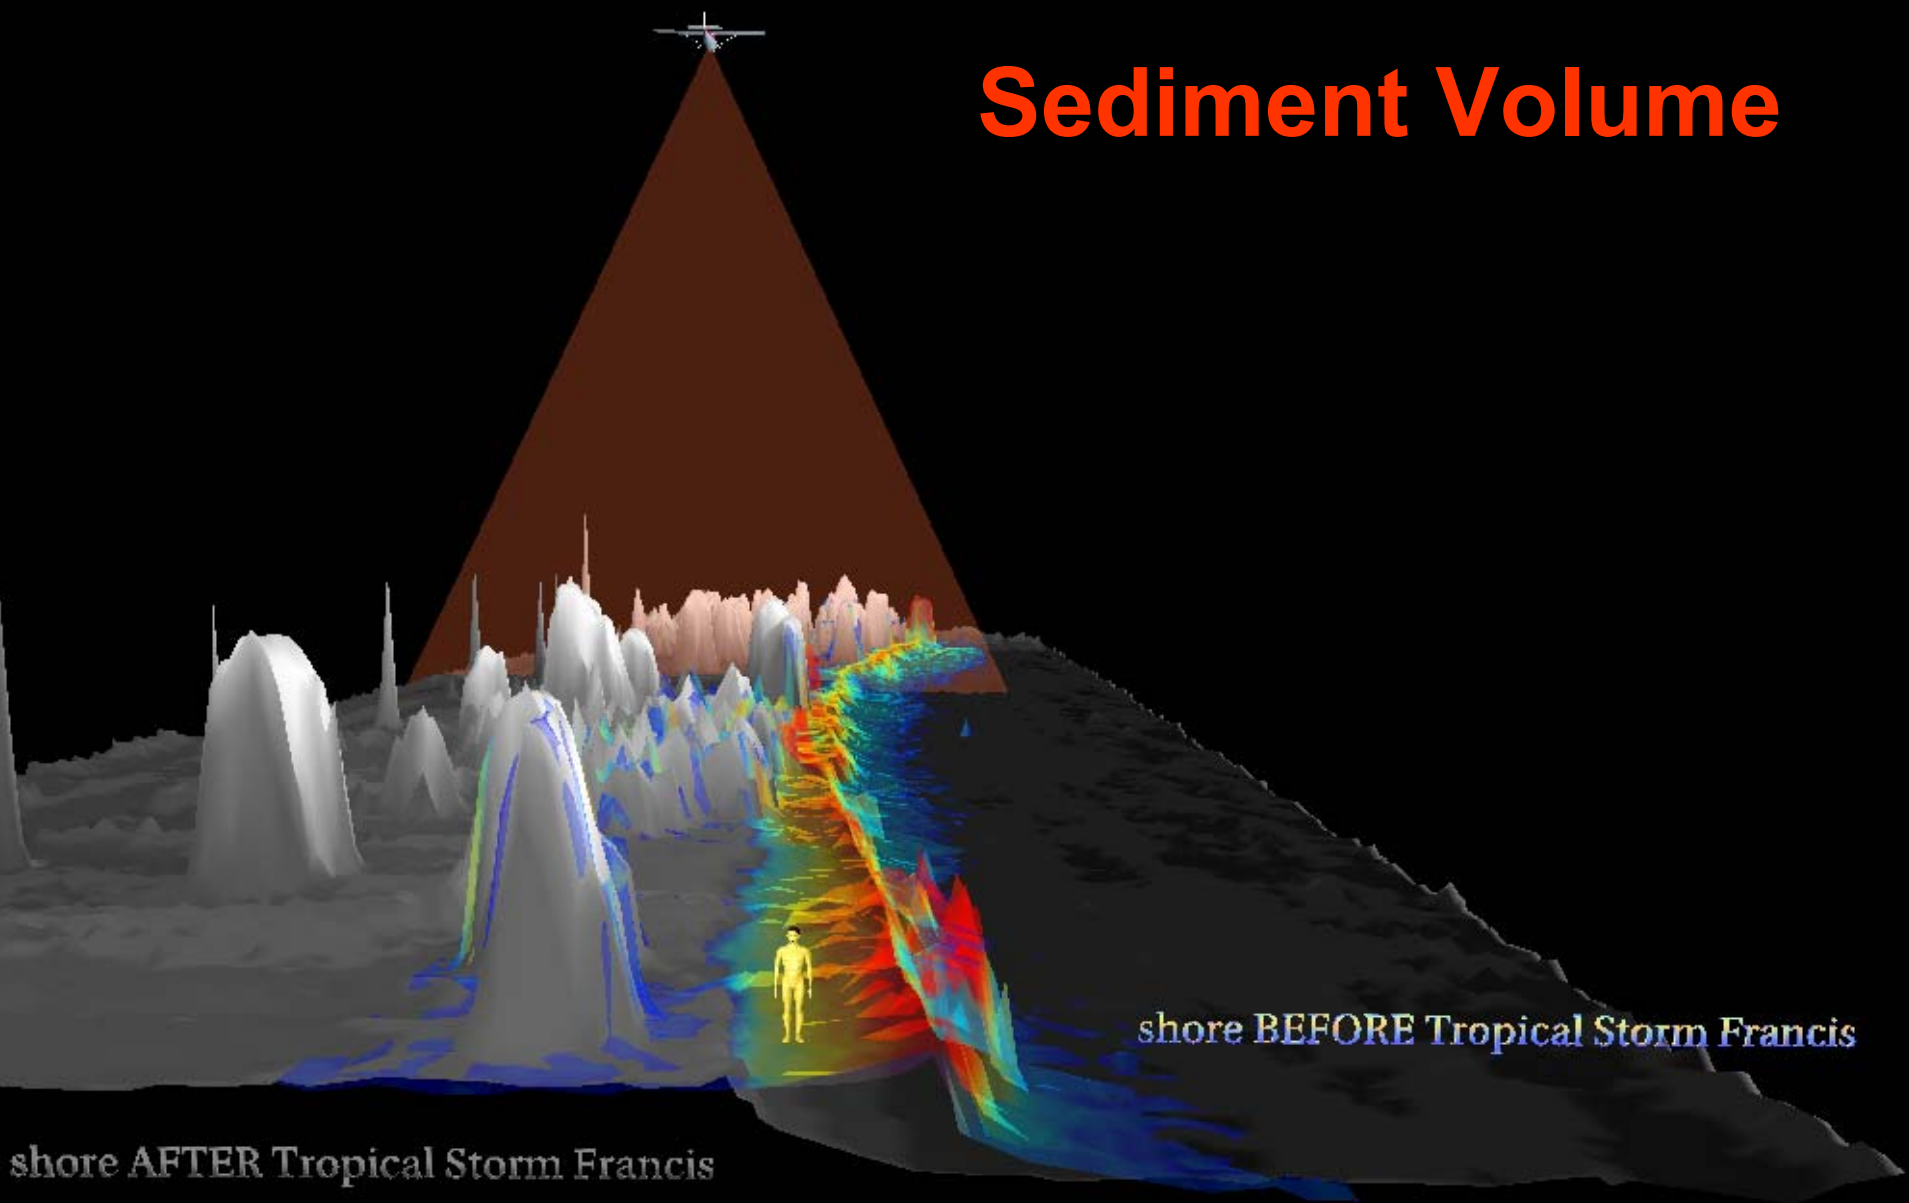 Sediment Volume
shore BEFORE Tropical Storm Francis
shore AFTER Tropical Storm Francis